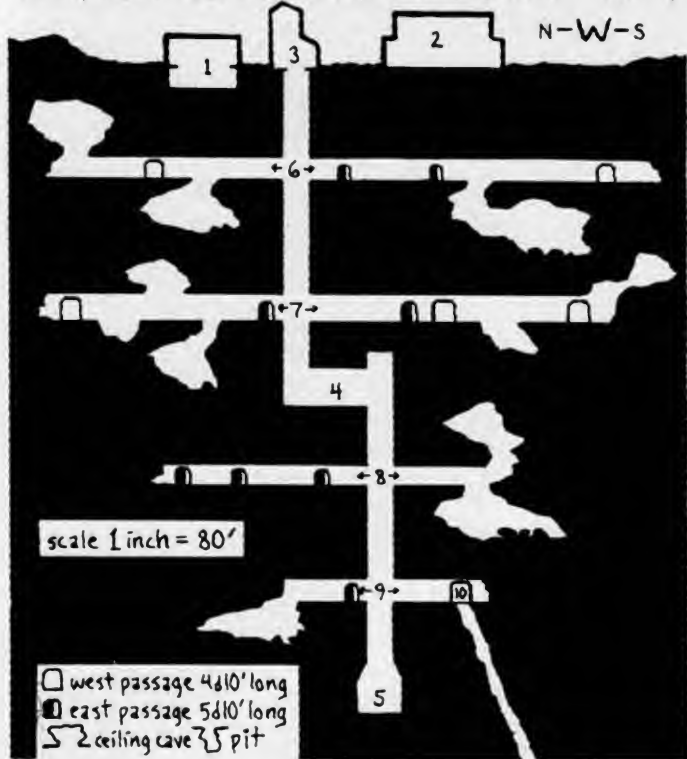 N-W-S
3
2
1
←6→
←7→
4
←8→
scale 1 inch = 80'
←9→
10
5
west passage 4d10' long
east passage 5d10' long
ceiling cave pit